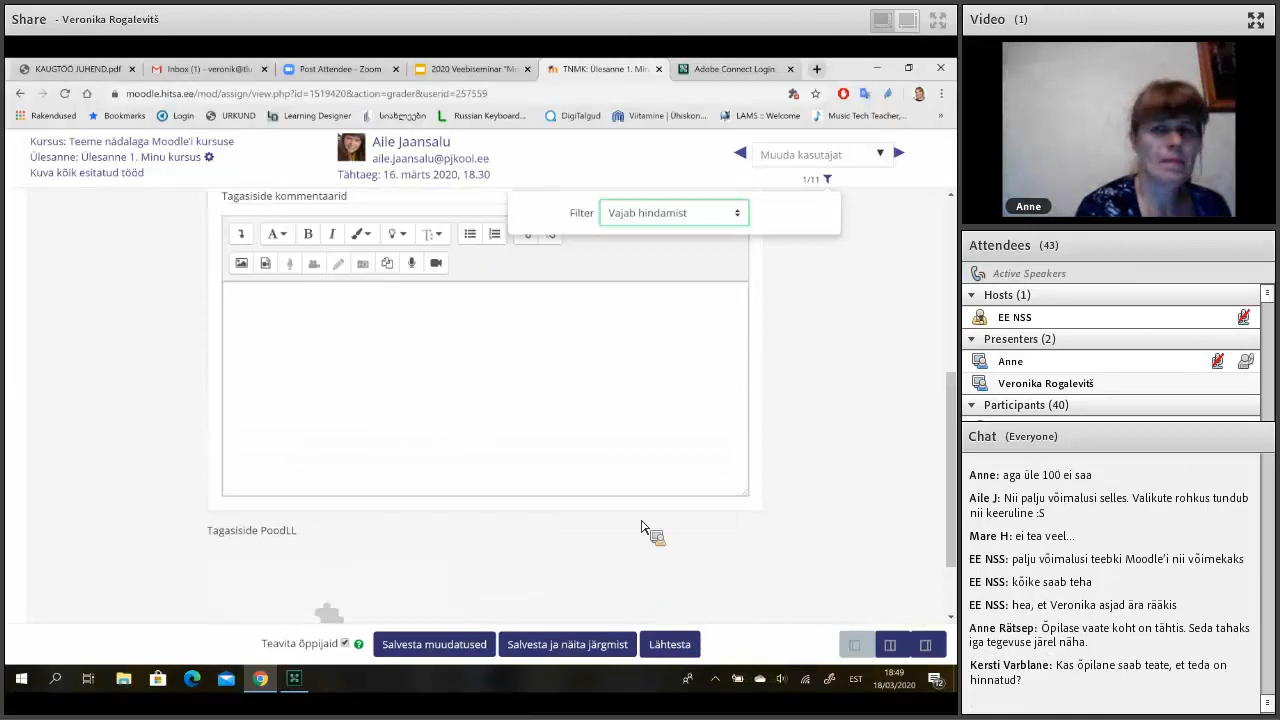 Share - Veronika Rogalevitš
KAUGTÖÖ JUHEND.pdf
Inbox (1) - veronik@tlu
Post Attendee - Zoom
2020 Veebiseminar "M
TNMK: Ülesanne 1. Min
Adobe Connect Login
moodle.hitsa.ee/mod/assign/view.php?id=1519420&action=grader&userid=257559
Rakendused
Bookmarks
Login
URKUND
Learning Designer
სასელები
Russian Keyboard...
DigiTalgud
Viitamine | Ühiskon...
LAMS :: Welcome
Music Tech Teacher,...
Kursus: Teeme nädalaga Moodle'i kursuse
Ülesanne: Ülesanne 1. Minu kursus
Kuva kõik esitatud tööd
Aile Jaansalu
aile.jaansalu@pjkool.ee
Tähtaeg: 16. märts 2020, 18.30
Muuda kasutajat
1/11
Tagasiside kommentaarid
Filter
Vajab hindamist
Tagasiside PoodLL
Teavita õppijaid
Salvesta muudatused
Salvesta ja näita järgmist
Lähtesta
EST
18:49
18/03/2020
12
Video (1)
Anne
Attendees (43)
Active Speakers
Hosts (1)
EE NSS
Presenters (2)
Anne
Veronika Rogalevitš
Participants (40)
Chat (Everyone)
Anne: aga üle 100 ei saa
Aile J: Nii palju võimalusi selles. Valikute rohkus tundub
nii keeruline :S
Mare H: ei tea veel...
EE NSS: palju võimalusi teebki Moodle'i nii võimekaks
EE NSS: kõike saab teha
EE NSS: hea, et Veronika asjad ära rääkis
Anne Rätsep: Õpilase vaate koht on tähtis. Seda tahaks
iga tegevuse järel näha.
Kersti Varblane: Kas õpilane saab teate, et teda on
hinnatud?